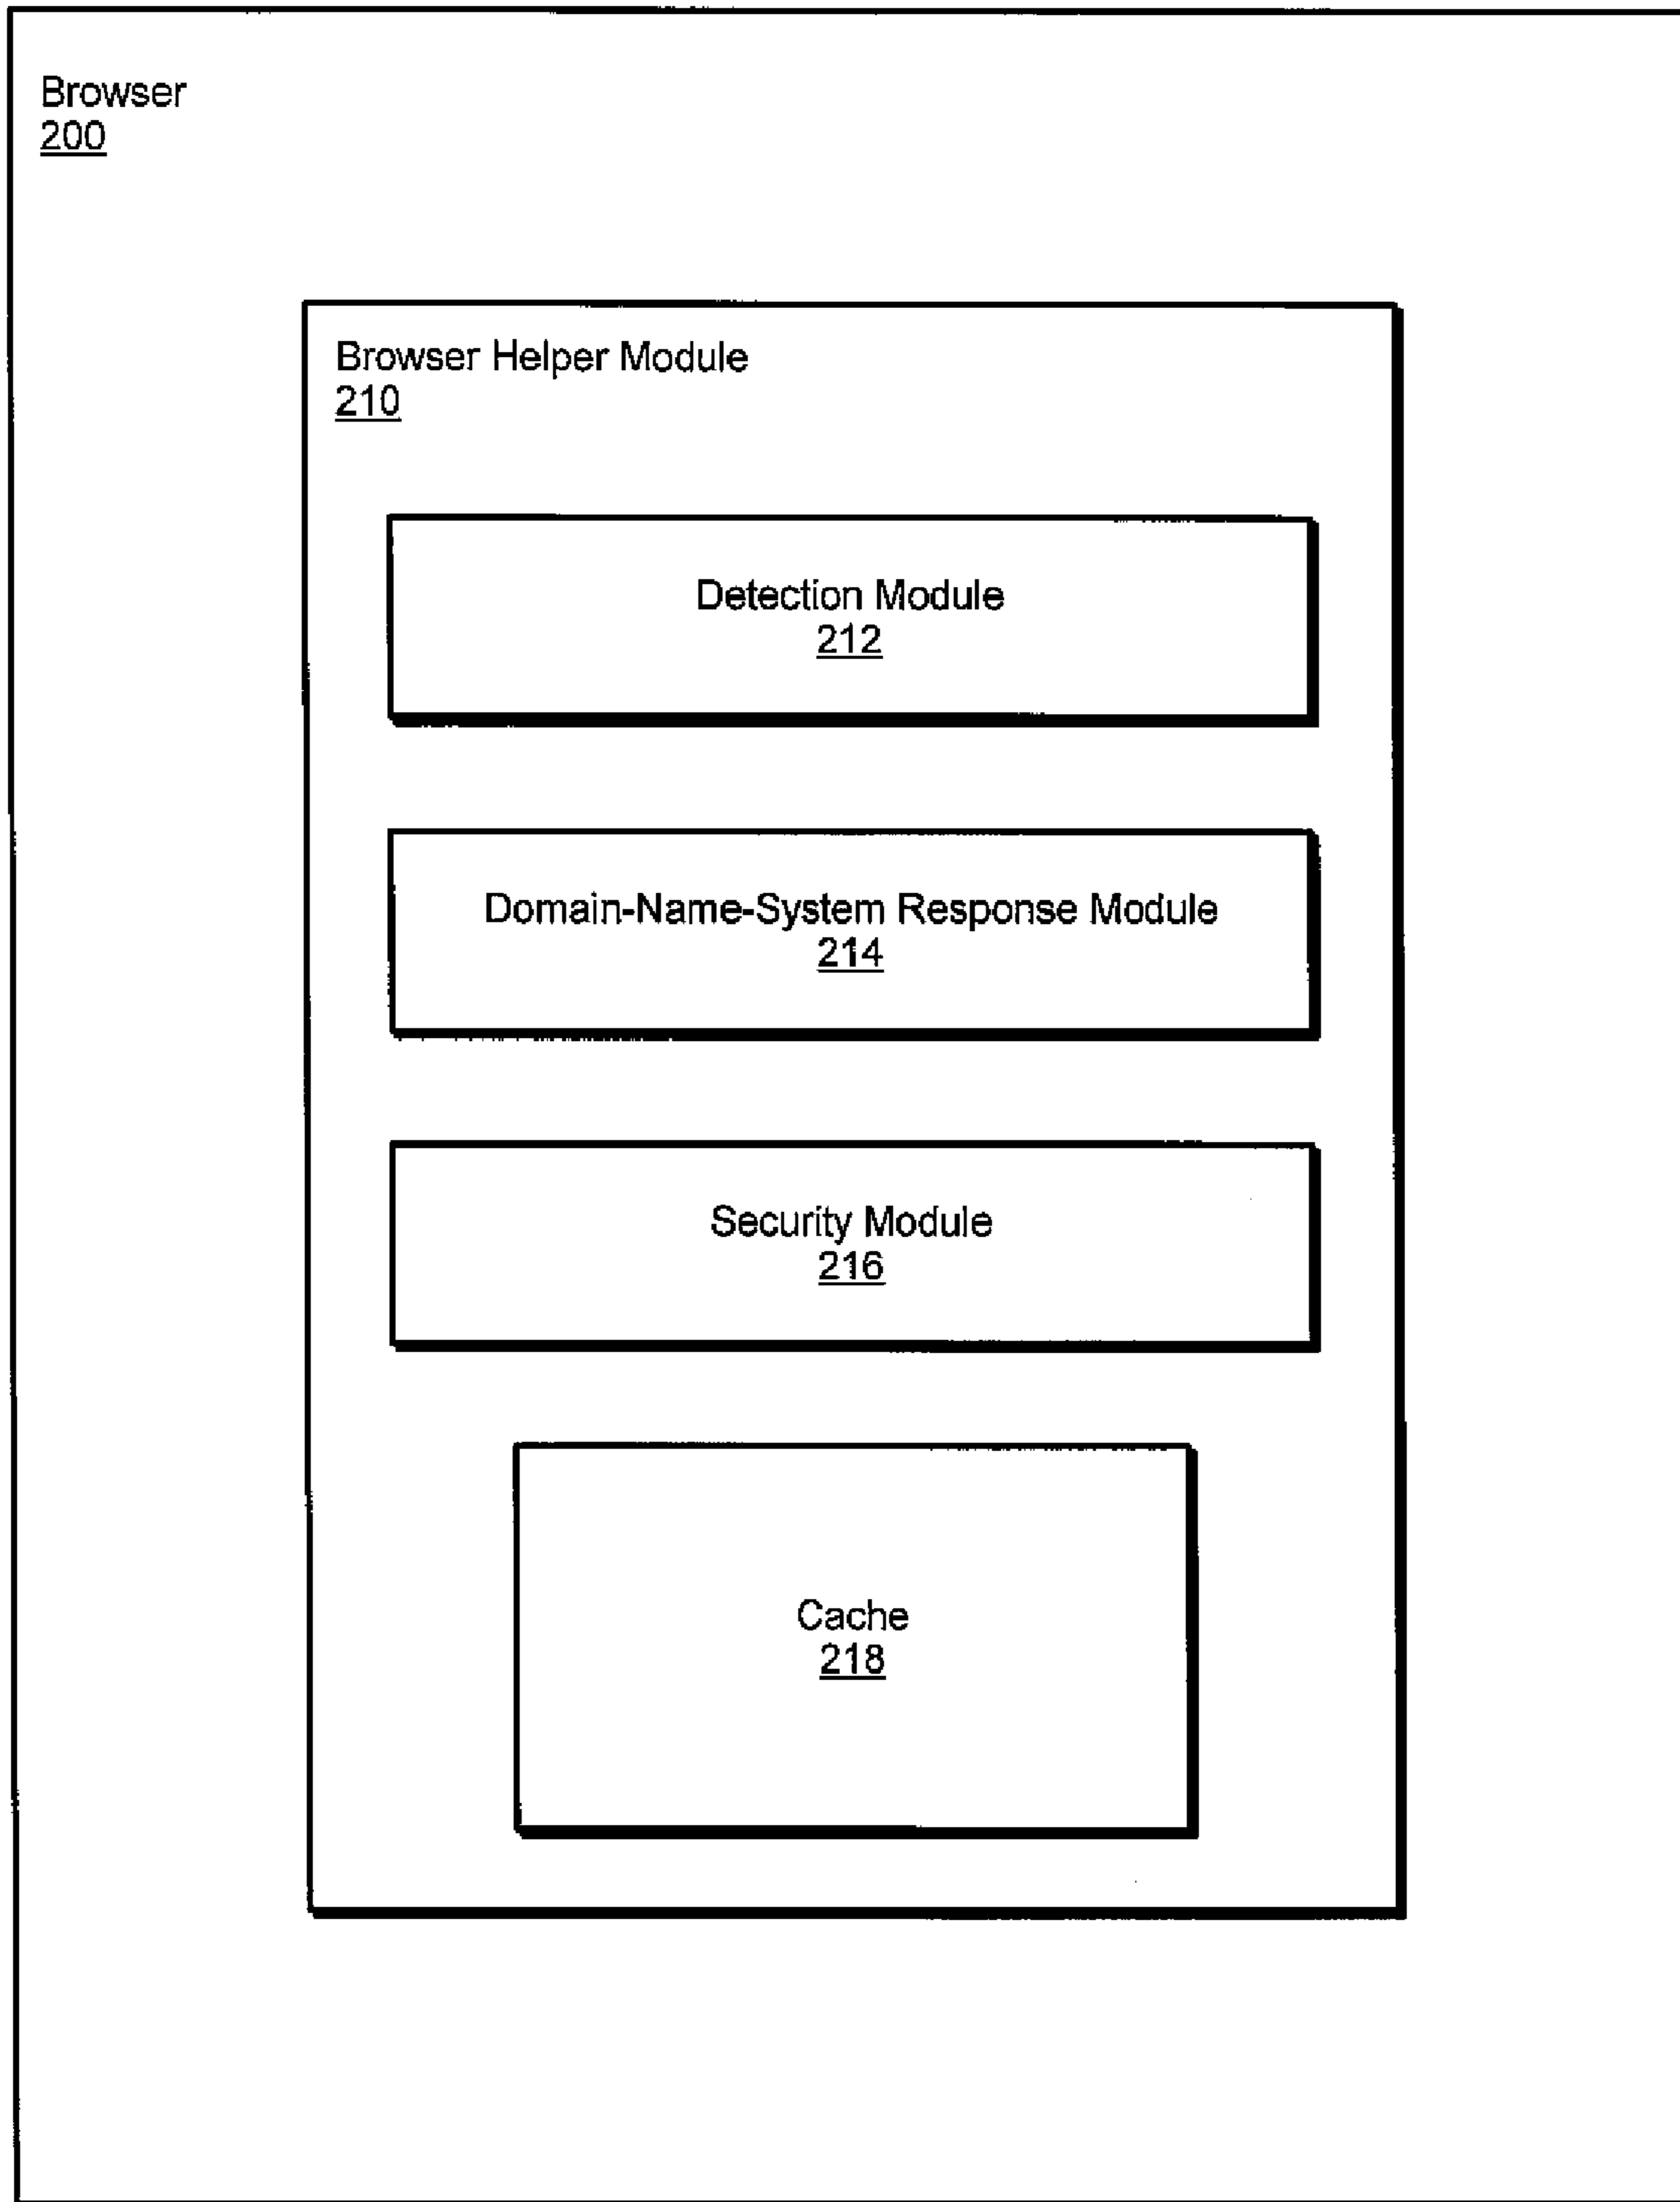 Browser
200
Browser Helper Module
210
Detection Module
212
Domain-Name-System Response Module
214
Security Module
216
Cache
218